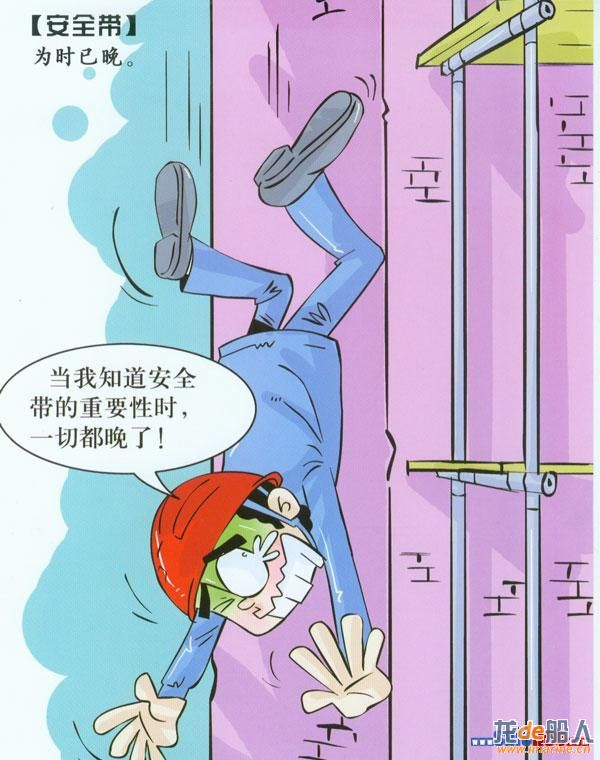 【安全带】
为时已晚。
当我知道安全
带的重要性时，
一切都晚了！
龙de船人